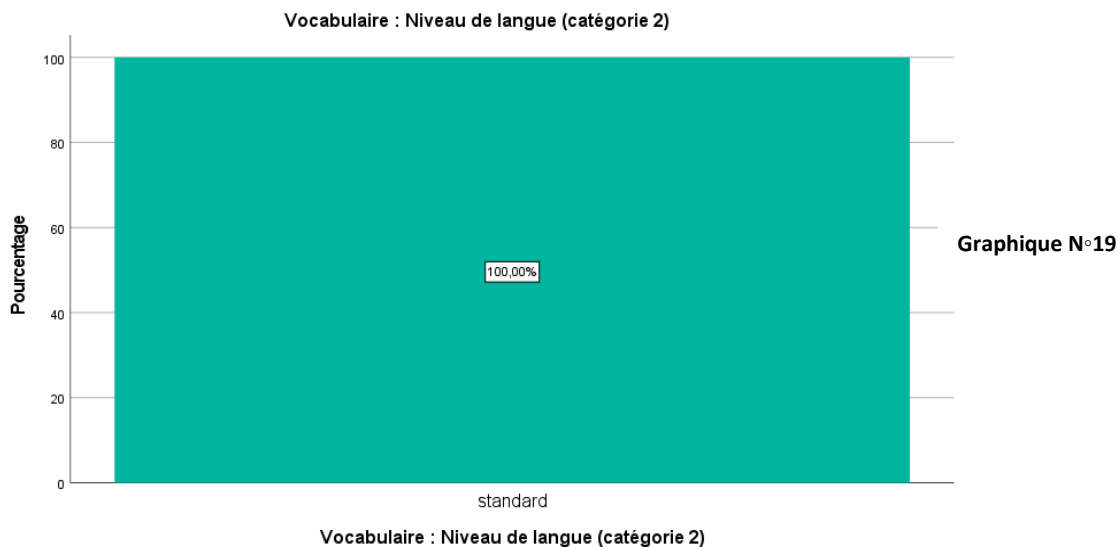 Vocabulaire : Niveau de langue (catégorie 2)
100
80
60
40
20
0
Pourcentage
100,00%
standard
Vocabulaire : Niveau de langue (catégorie 2)
Graphique N°19